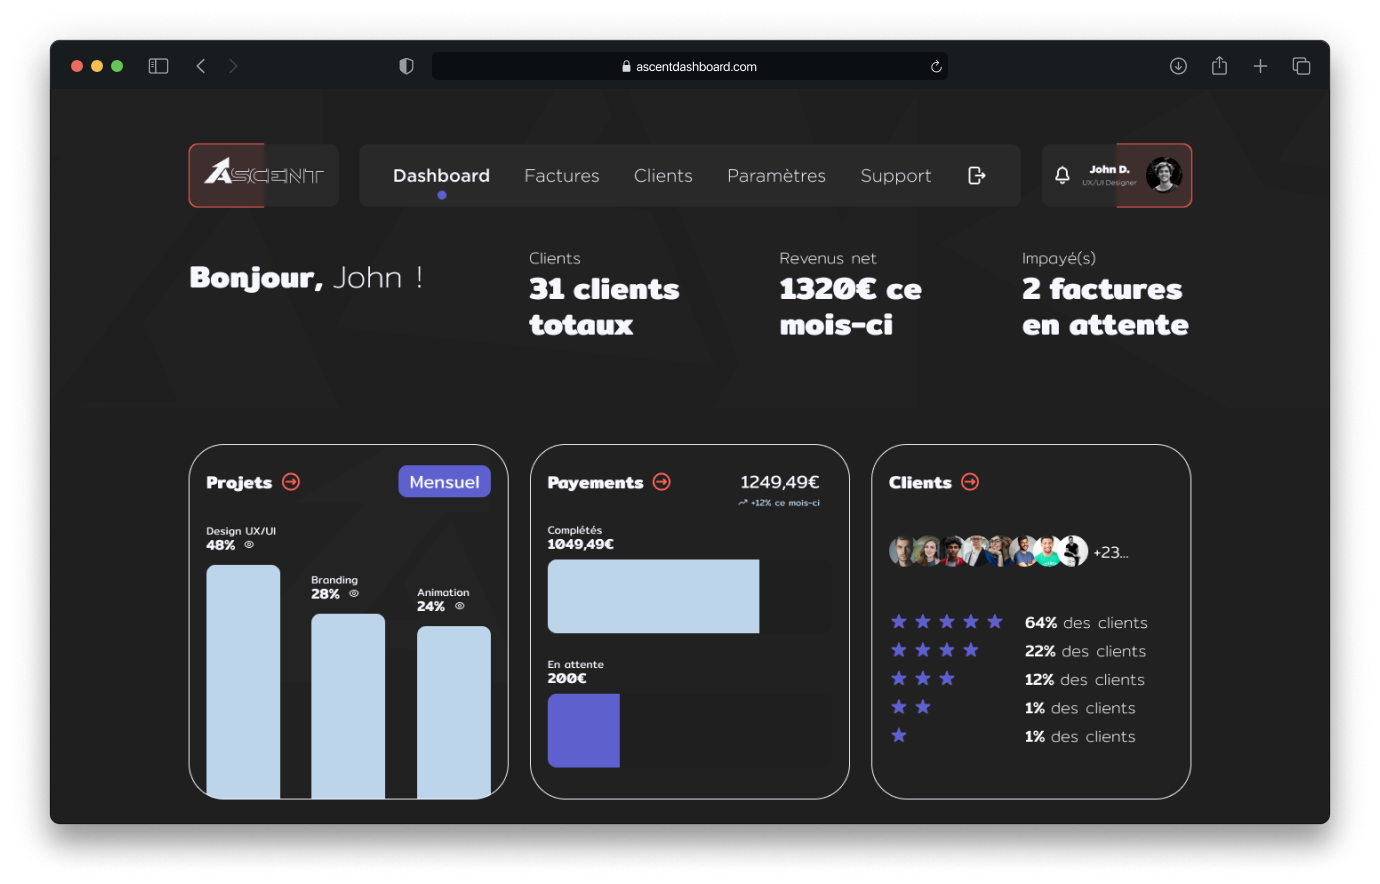 ascentdashboard.com
ASCENT
Dashboard
Factures
Clients
Paramètres
Support
John D.
UX/UI Designer
Bonjour, John !
Clients
31 clients
totaux
Revenus net
1320€ ce
mois-ci
Impayé(s)
2 factures
en attente
Projets
Mensuel
Design UX/UI
48%
Branding
28%
Animation
24%
Payements
1249,49€
+12% ce mois-ci
Complétés
1049,49€
En attente
200€
Clients
+23...
64% des clients
22% des clients
12% des clients
1% des clients
1% des clients